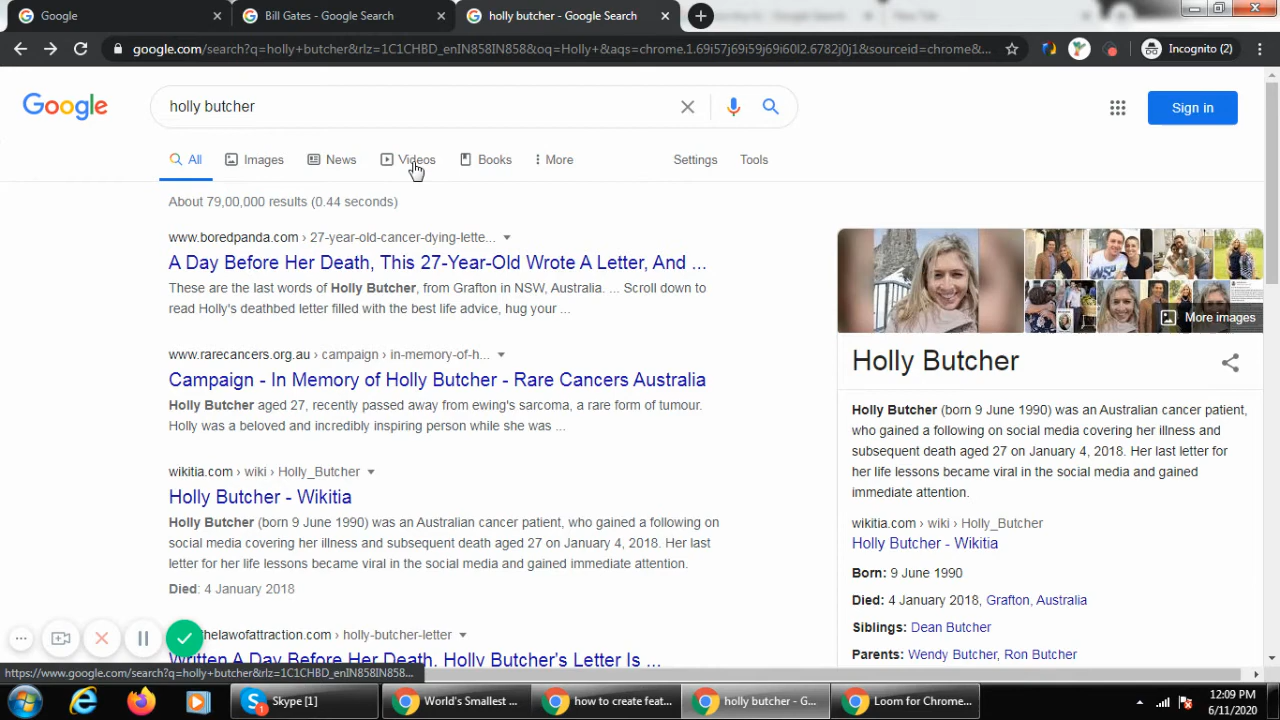 Google
Bill Gates - Google Search
holly butcher - Google Search
google.com/search?q=holly+butcher&rlz=1C1CHBD_enIN858IN858&oq=Holly+&aqs=chrome.1.69i57j69i59j69i60l2.6782j0j1&sourceid=chrome&...
Incognito (2)
Google
holly butcher
Sign in
All
Images
News
Videos
Books
More
Settings
Tools
About 79,00,000 results (0.44 seconds)
www.boredpanda.com › 27-year-old-cancer-dying-lette...
A Day Before Her Death, This 27-Year-Old Wrote A Letter, And ...
These are the last words of Holly Butcher, from Grafton in NSW, Australia. ... Scroll down to
read Holly's deathbed letter filled with the best life advice, hug your ...
www.rarecancers.org.au › campaign › in-memory-of-h...
Campaign - In Memory of Holly Butcher - Rare Cancers Australia
Holly Butcher aged 27, recently passed away from ewing's sarcoma, a rare form of tumour.
Holly was a beloved and incredibly inspiring person while she was ...
wikitia.com › wiki › Holly_Butcher
Holly Butcher - Wikitia
Holly Butcher (born 9 June 1990) was an Australian cancer patient, who gained a following on
social media covering her illness and subsequent death aged 27 on January 4, 2018. Her last
letter for her life lessons became viral in the social media and gained immediate attention.
Died: 4 January 2018
thelawofattraction.com › holly-butcher-letter
Written A Day Before Her Death, Holly Butcher's Letter Is ...
More images
Holly Butcher
Holly Butcher (born 9 June 1990) was an Australian cancer patient,
who gained a following on social media covering her illness and
subsequent death aged 27 on January 4, 2018. Her last letter for
her life lessons became viral in the social media and gained
immediate attention.
wikitia.com › wiki › Holly_Butcher
Holly Butcher - Wikitia
Born: 9 June 1990
Died: 4 January 2018, Grafton, Australia
Siblings: Dean Butcher
Parents: Wendy Butcher, Ron Butcher
https://www.google.com/search?q=holly+butcher&rlz=1C1CHBD_enIN858IN858...
Skype [1]
World's Smallest ...
how to create feat...
holly butcher - G...
Loom for Chrome...
12:09 PM
6/11/2020